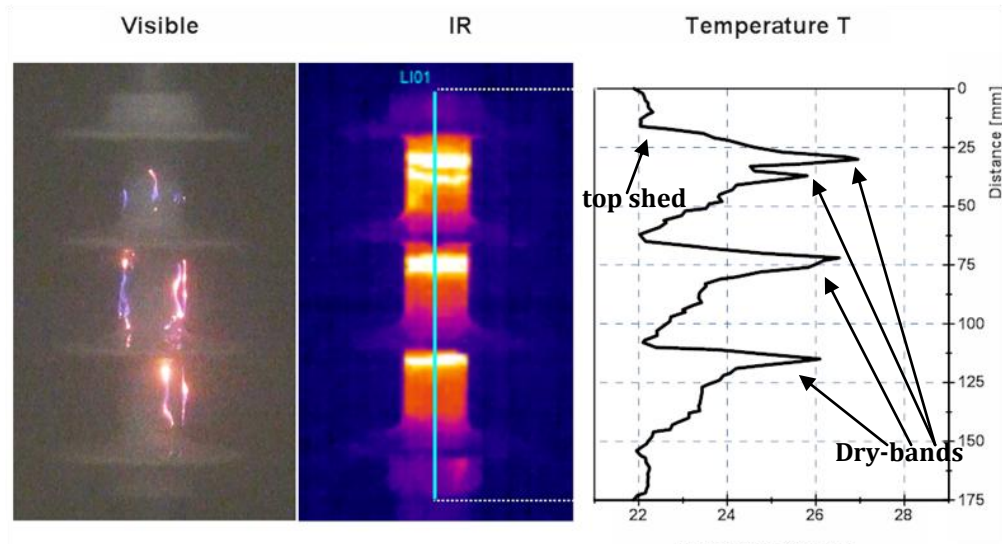 Visible
IR
Temperature T
LI01
0
25
50
75
100
125
150
175
Distance [mm]
top shed
Dry-bands
22
24
26
28